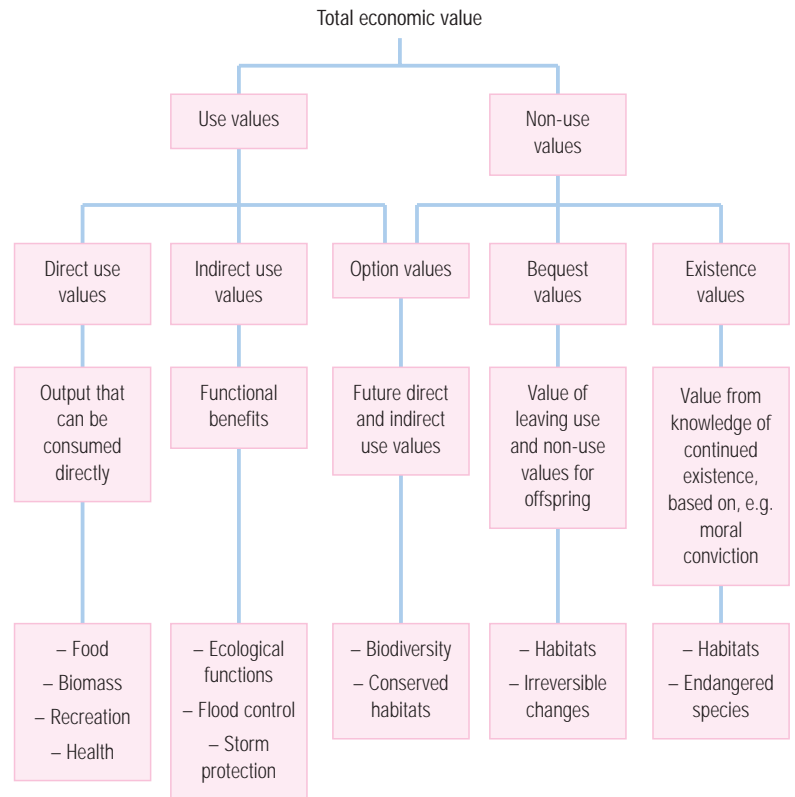 Total economic value
Use values
Non-use
values
Direct use
values
Indirect use
values
Option values
Bequest
values
Existence
values
Output that
can be
consumed
directly
Functional
benefits
Future direct
and indirect
use values
Value of
leaving use
and non-use
values for
offspring
Value from
knowledge of
continued
existence,
based on, e.g.
moral
conviction
– Food
– Biomass
– Recreation
– Health
– Ecological
functions
– Flood control
– Storm
protection
– Biodiversity
– Conserved
habitats
– Habitats
– Irreversible
changes
– Habitats
– Endangered
species